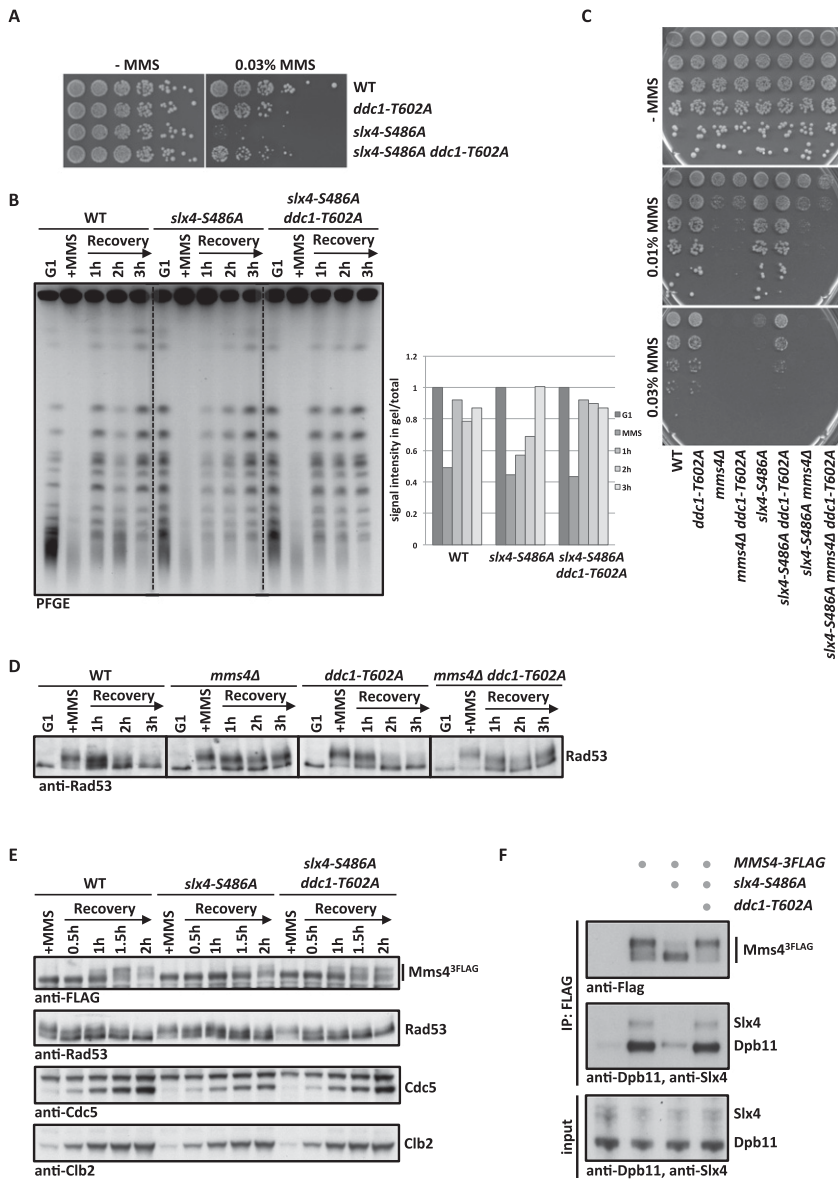 A
- MMS
0.03% MMS
WT
ddc1-T602A
slx4-S486A
slx4-S486A ddc1-T602A
B
WT
slx4-S486A
slx4-S486A
ddc1-T602A
Recovery
Recovery
Recovery
G1
+MMS
1h
2h
3h
G1
+MMS
1h
2h
3h
G1
+MMS
1h
2h
3h
PFGE
signal intensity in gel/total
1.2
1
0.8
0.6
0.4
0.2
0
G1
MMS
1h
2h
3h
WT
slx4-S486A
slx4-S486A
ddc1-T602A
C
- MMS
0.01% MMS
0.03% MMS
WT
ddc1-T602A
mms4Δ
mms4Δ ddc1-T602A
slx4-S486A
slx4-S486A ddc1-T602A
slx4-S486A mms4Δ
slx4-S486A mms4Δ ddc1-T602A
D
WT
mms4Δ
ddc1-T602A
mms4Δ ddc1-T602A
Recovery
Recovery
Recovery
Recovery
G1
+MMS
1h
2h
3h
G1
+MMS
1h
2h
3h
G1
+MMS
1h
2h
3h
G1
+MMS
1h
2h
3h
Rad53
anti-Rad53
E
WT
slx4-S486A
slx4-S486A
ddc1-T602A
Recovery
Recovery
Recovery
+MMS
0.5h
1h
1.5h
2h
+MMS
0.5h
1h
1.5h
2h
+MMS
0.5h
1h
1.5h
2h
Mms4³ᶠᴸᴬᴳ
anti-FLAG
Rad53
anti-Rad53
Cdc5
anti-Cdc5
Clb2
anti-Clb2
F
MMS4-3FLAG
slx4-S486A
ddc1-T602A
IP: FLAG
Mms4³ᶠᴸᴬᴳ
anti-Flag
Slx4
Dpb11
anti-Dpb11, anti-Slx4
input
Slx4
Dpb11
anti-Dpb11, anti-Slx4